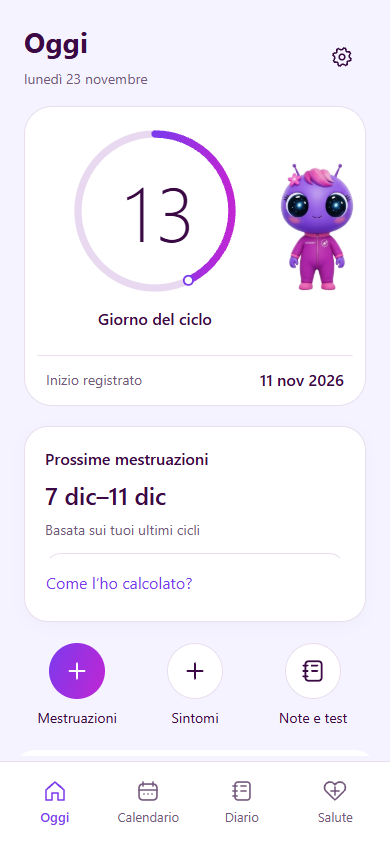 Oggi
lunedì 23 novembre
13
Giorno del ciclo
Inizio registrato
11 nov 2026
Prossime mestruazioni
7 dic–11 dic
Basata sui tuoi ultimi cicli
Come l’ho calcolato?
Mestruazioni
Sintomi
Note e test
Oggi
Calendario
Diario
Salute